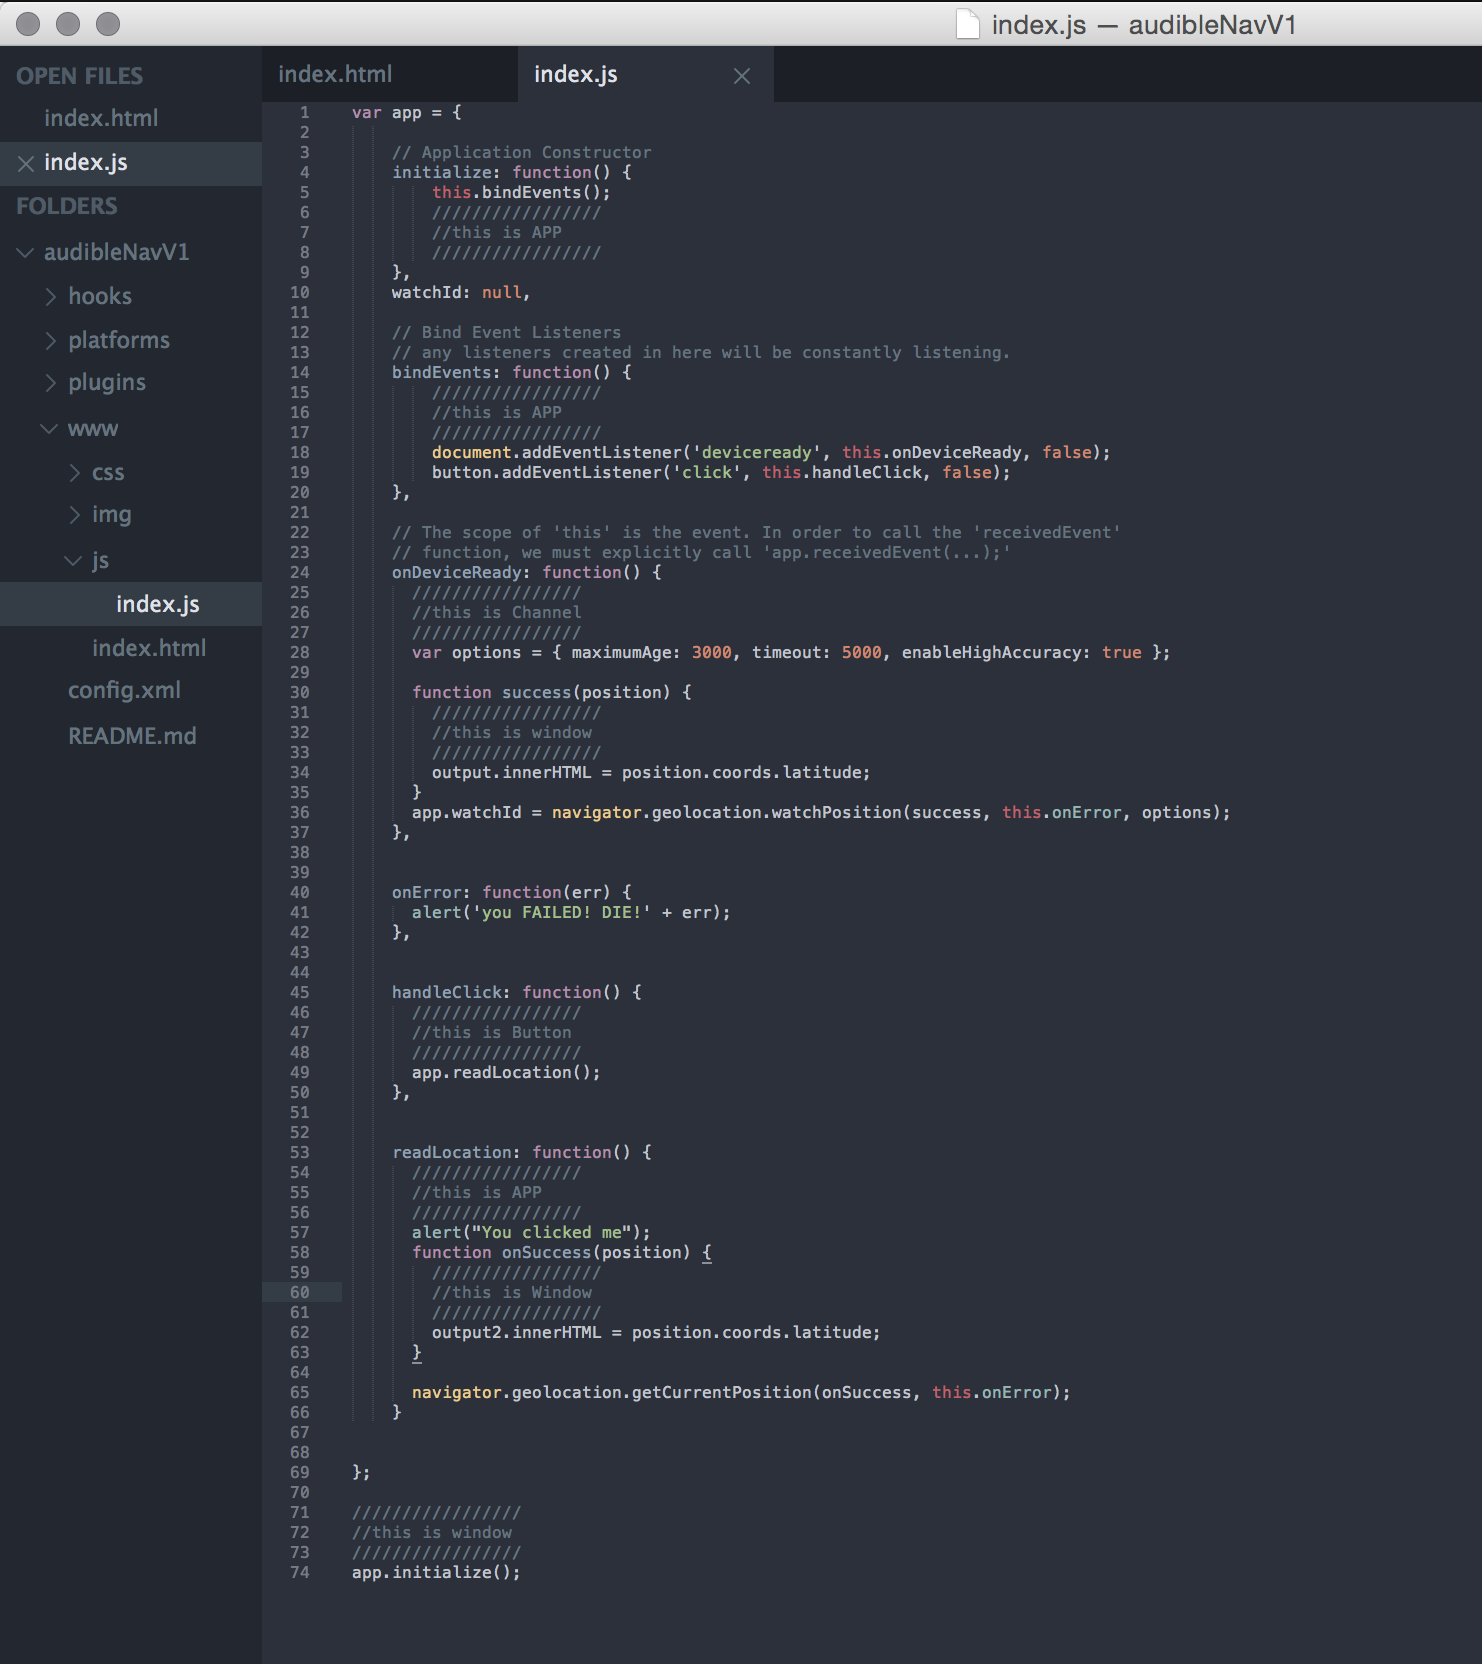 index.js — audibleNavV1
OPEN FILES
index.html
index.js
FOLDERS
audibleNavV1
hooks
platforms
plugins
www
css
img
js
index.js
index.html
config.xml
README.md
index.html
index.js
1 var app = {
2
3     // Application Constructor
4     initialize: function() {
5         this.bindEvents();
6         /////////////////
7         //this is APP
8         /////////////////
9     },
10     watchId: null,
11
12     // Bind Event Listeners
13     // any listeners created in here will be constantly listening.
14     bindEvents: function() {
15         /////////////////
16         //this is APP
17         /////////////////
18         document.addEventListener('deviceready', this.onDeviceReady, false);
19         button.addEventListener('click', this.handleClick, false);
20     },
21
22     // The scope of 'this' is the event. In order to call the 'receivedEvent'
23     // function, we must explicitly call 'app.receivedEvent(...);'
24     onDeviceReady: function() {
25       /////////////////
26       //this is Channel
27       /////////////////
28       var options = { maximumAge: 3000, timeout: 5000, enableHighAccuracy: true };
29
30       function success(position) {
31         /////////////////
32         //this is window
33         /////////////////
34         output.innerHTML = position.coords.latitude;
35       }
36       app.watchId = navigator.geolocation.watchPosition(success, this.onError, options);
37     },
38
39
40     onError: function(err) {
41       alert('you FAILED! DIE!' + err);
42     },
43
44
45     handleClick: function() {
46       /////////////////
47       //this is Button
48       /////////////////
49       app.readLocation();
50     },
51
52
53     readLocation: function() {
54       /////////////////
55       //this is APP
56       /////////////////
57       alert("You clicked me");
58       function onSuccess(position) {
59         /////////////////
60         //this is Window
61         /////////////////
62         output2.innerHTML = position.coords.latitude;
63       }
64
65       navigator.geolocation.getCurrentPosition(onSuccess, this.onError);
66     }
67
68
69 };
70
71 /////////////////
72 //this is window
73 /////////////////
74 app.initialize();